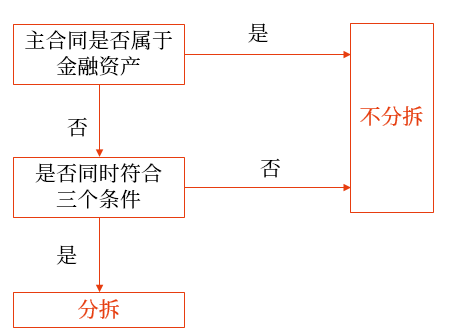 主合同是否属于
金融资产
是
不分拆
否
是否同时符合
三个条件
否
是
分拆